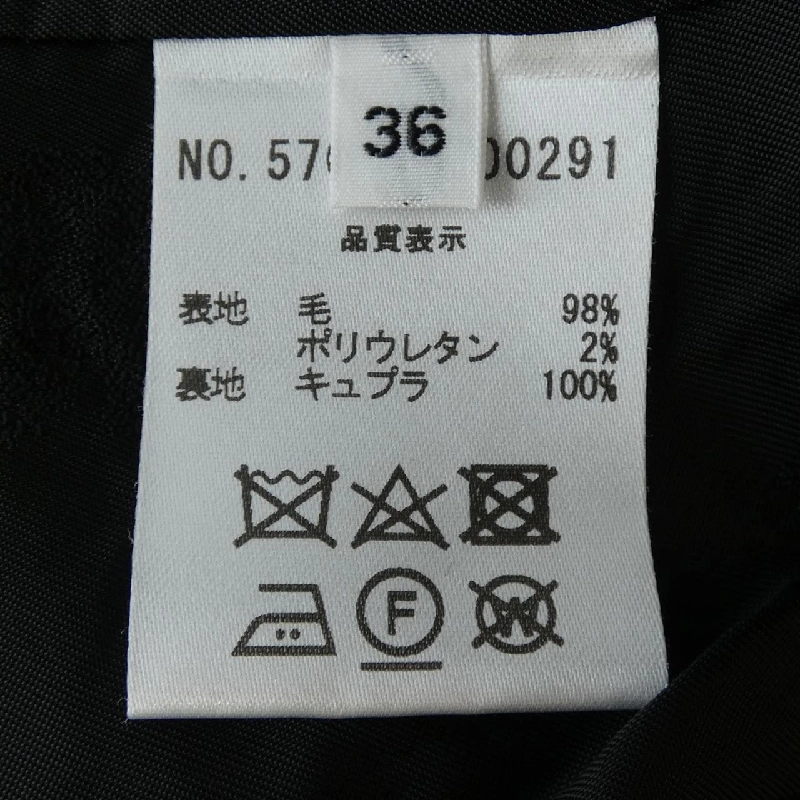 36
NO.57 00291
品質表示
表地 毛 98%
ポリウレタン 2%
裏地 キュプラ 100%
F
W